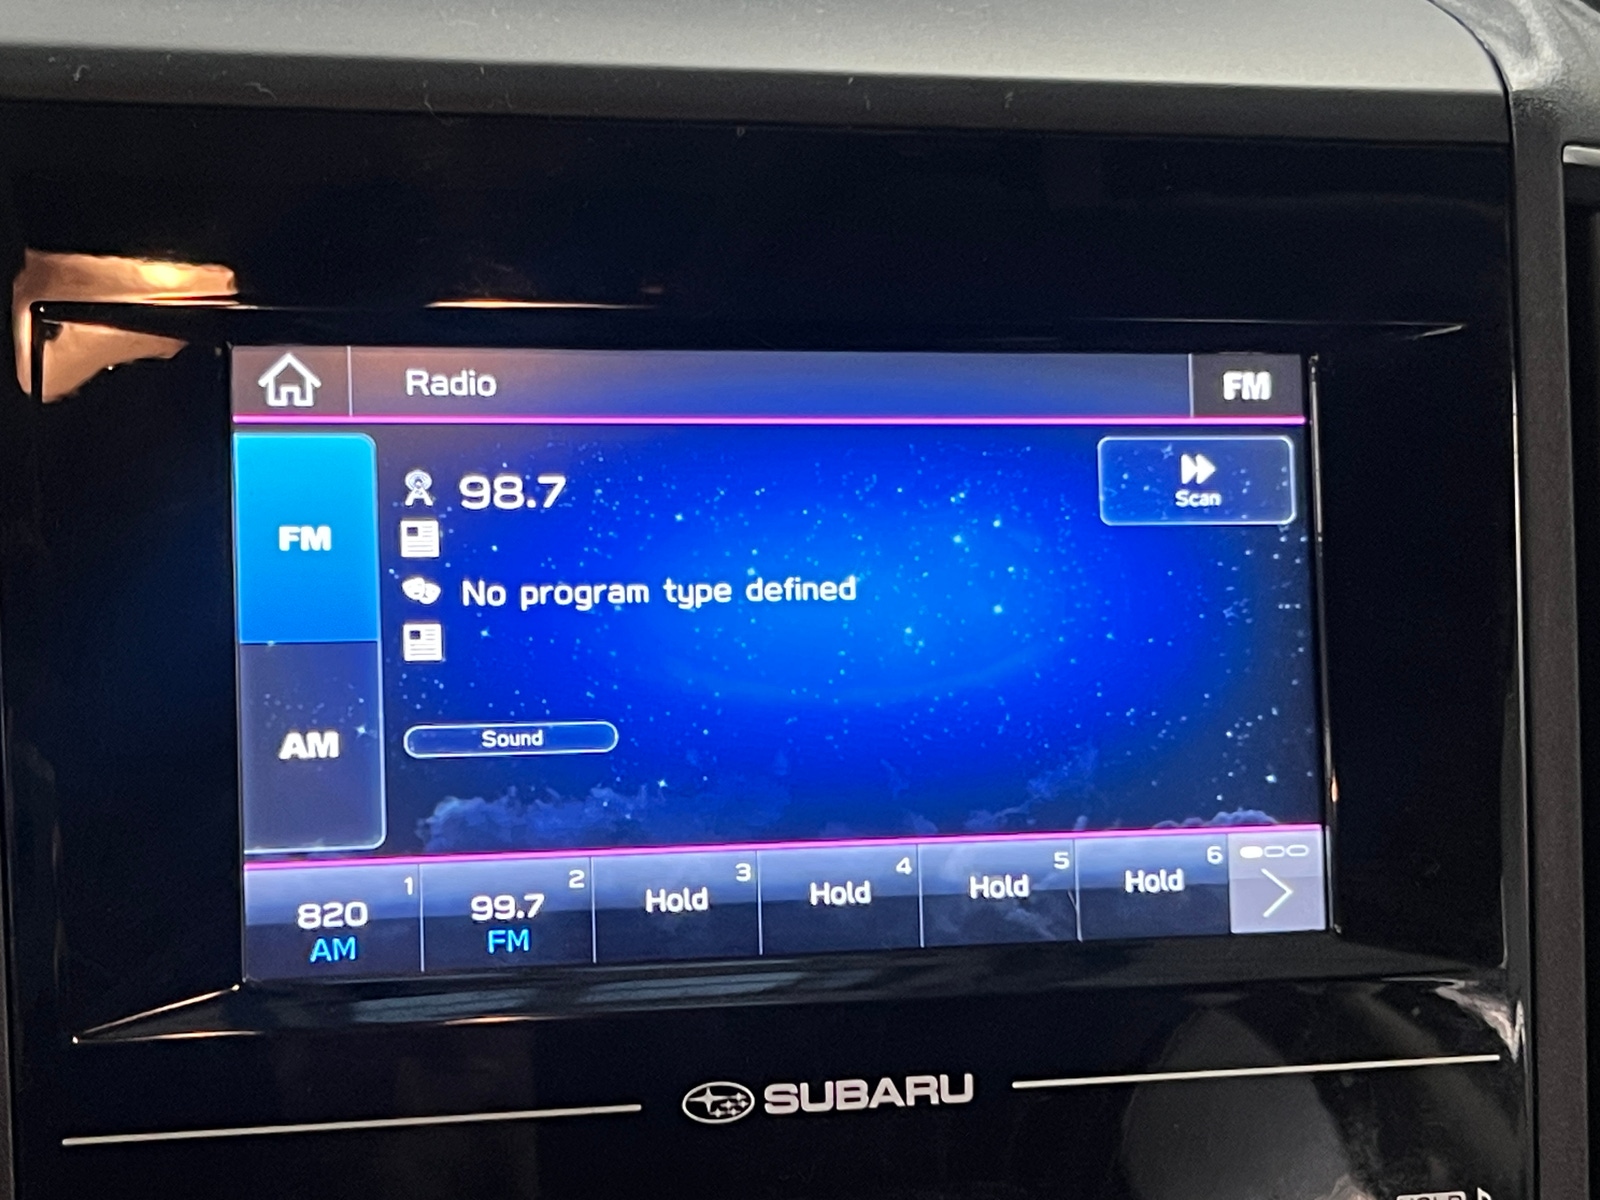 Radio
FM
98.7
Scan
FM
No program type defined
AM
Sound
1
820
AM
2
99.7
FM
3
Hold
4
Hold
5
Hold
6
Hold
SUBARU